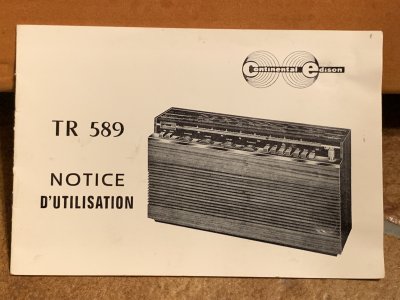 Continental Edison
TR 589
NOTICE
D'UTILISATION